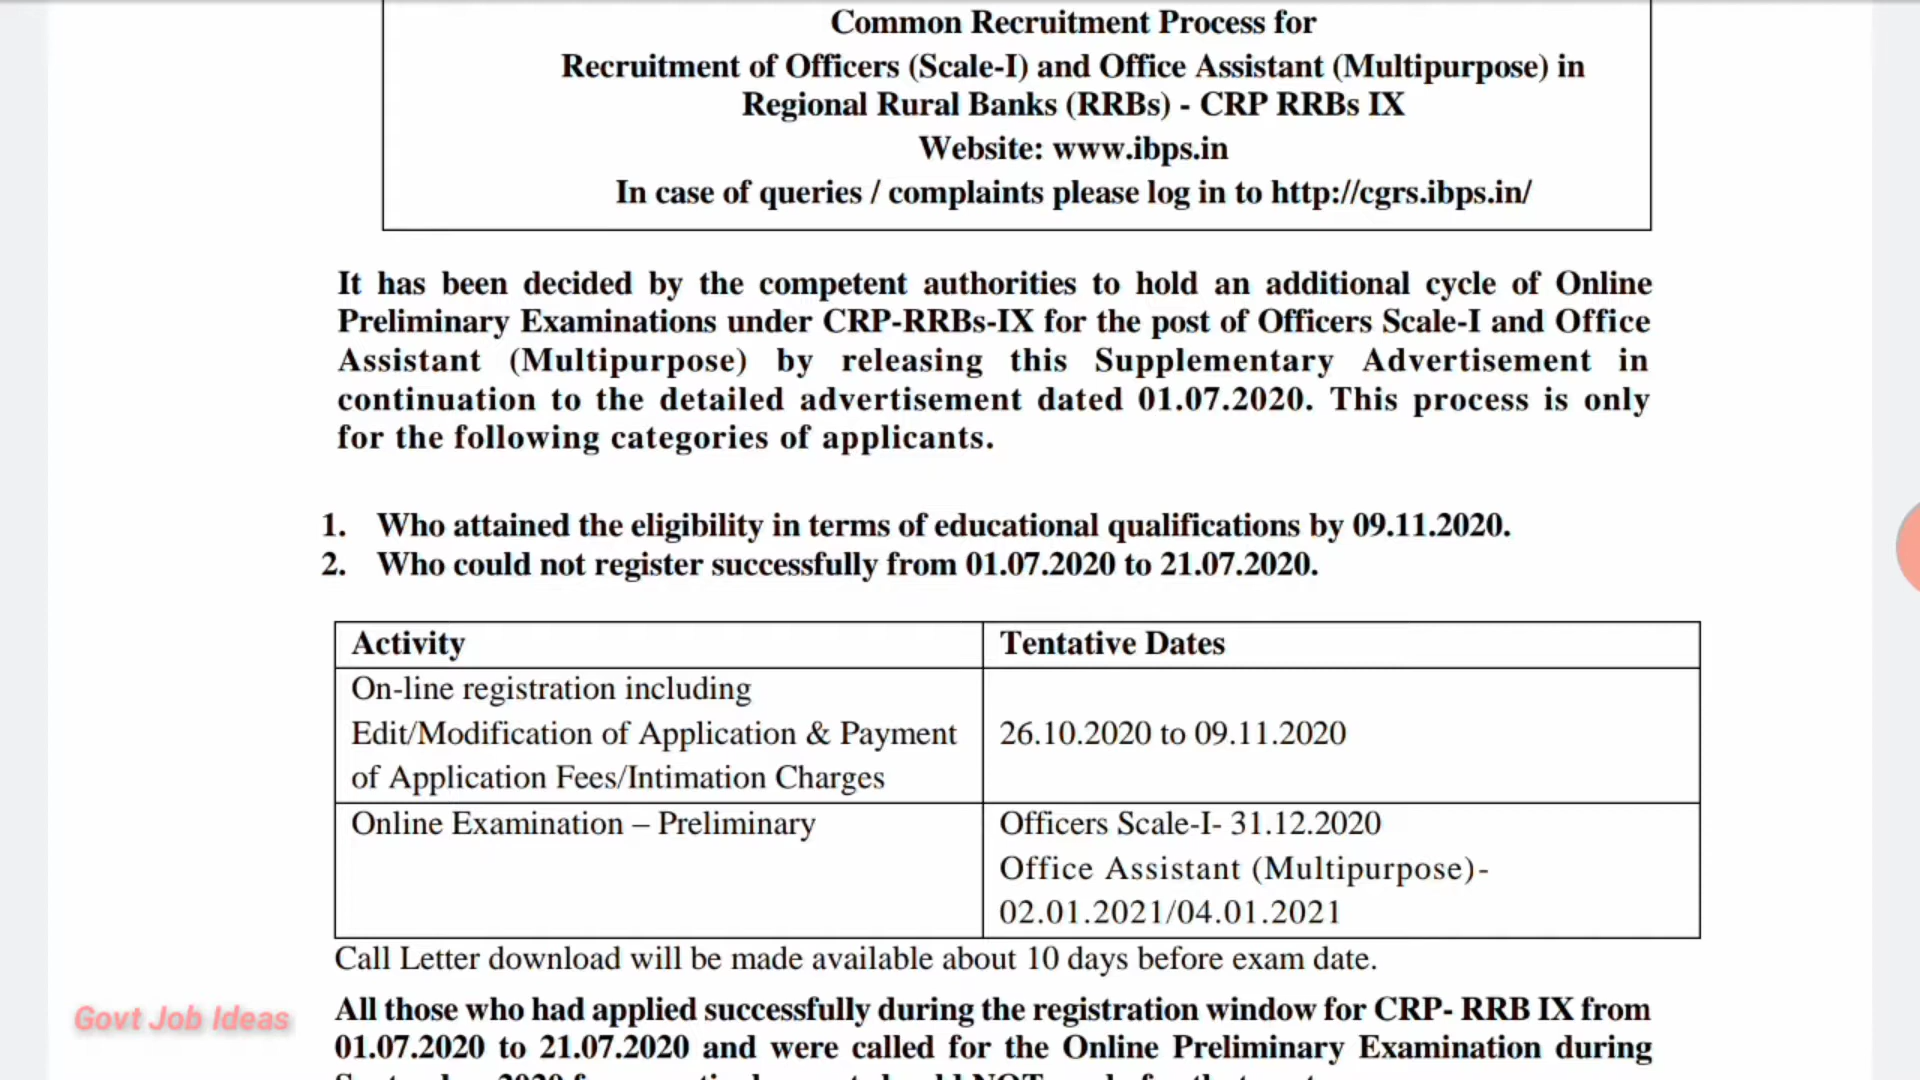 Common Recruitment Process for
Recruitment of Officers (Scale-I) and Office Assistant (Multipurpose) in
Regional Rural Banks (RRBs) - CRP RRBs IX
Website: www.ibps.in
In case of queries / complaints please log in to http://cgrs.ibps.in/
It has been decided by the competent authorities to hold an additional cycle of Online
Preliminary Examinations under CRP-RRBs-IX for the post of Officers Scale-I and Office
Assistant (Multipurpose) by releasing this Supplementary Advertisement in
continuation to the detailed advertisement dated 01.07.2020. This process is only
for the following categories of applicants.
1. Who attained the eligibility in terms of educational qualifications by 09.11.2020.
2. Who could not register successfully from 01.07.2020 to 21.07.2020.
Activity Tentative Dates
On-line registration including
Edit/Modification of Application & Payment 26.10.2020 to 09.11.2020
of Application Fees/Intimation Charges
Online Examination – Preliminary Officers Scale-I- 31.12.2020
Office Assistant (Multipurpose)-
02.01.2021/04.01.2021
Call Letter download will be made available about 10 days before exam date.
All those who had applied successfully during the registration window for CRP- RRB IX from
01.07.2020 to 21.07.2020 and were called for the Online Preliminary Examination during
Govt Job Ideas